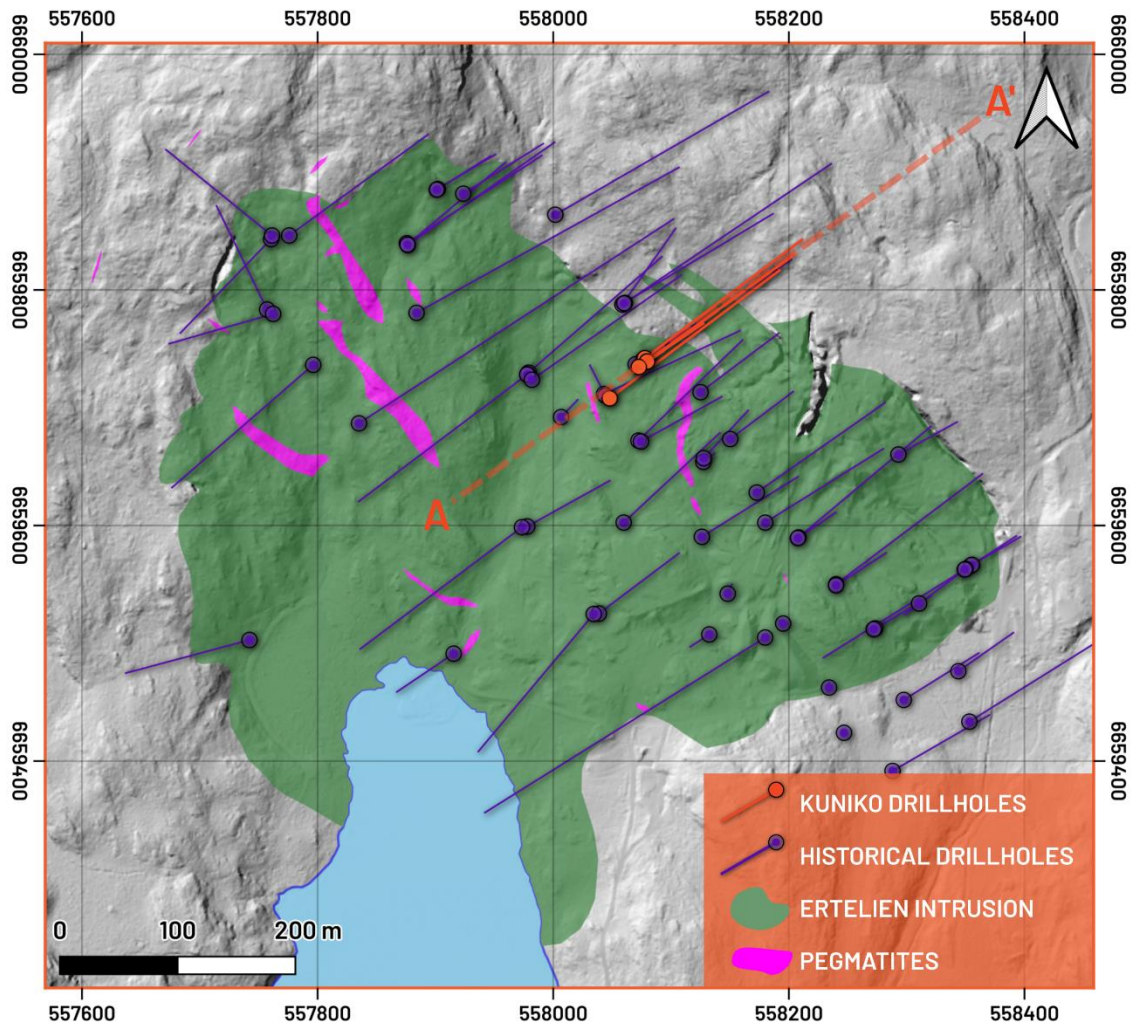 557600 557800 558000 558200 558400
6660000 6660000
A'
6659800 6659800
A
6659600 6659600
6659400 6659400
KUNIKO DRILLHOLES
HISTORICAL DRILLHOLES
ERTELIEN INTRUSION
PEGMATITES
0 100 200 m
557600 557800 558000 558200 558400